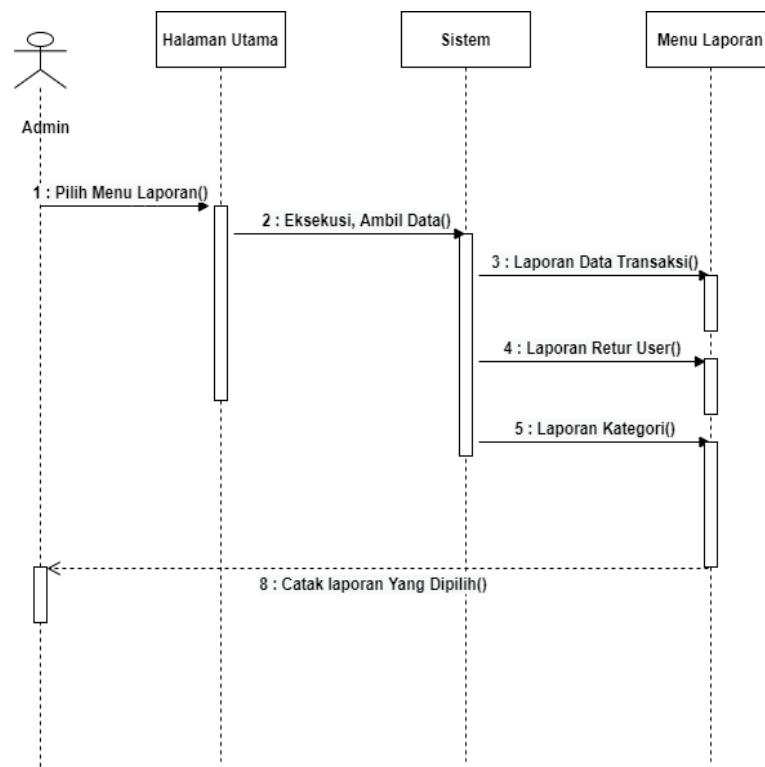 Halaman Utama
Sistem
Menu Laporan
Admin
1 : Pilih Menu Laporan()
2 : Eksekusi, Ambil Data()
3 : Laporan Data Transaksi()
4 : Laporan Retur User()
5 : Laporan Kategori()
8 : Catak laporan Yang Dipilih()